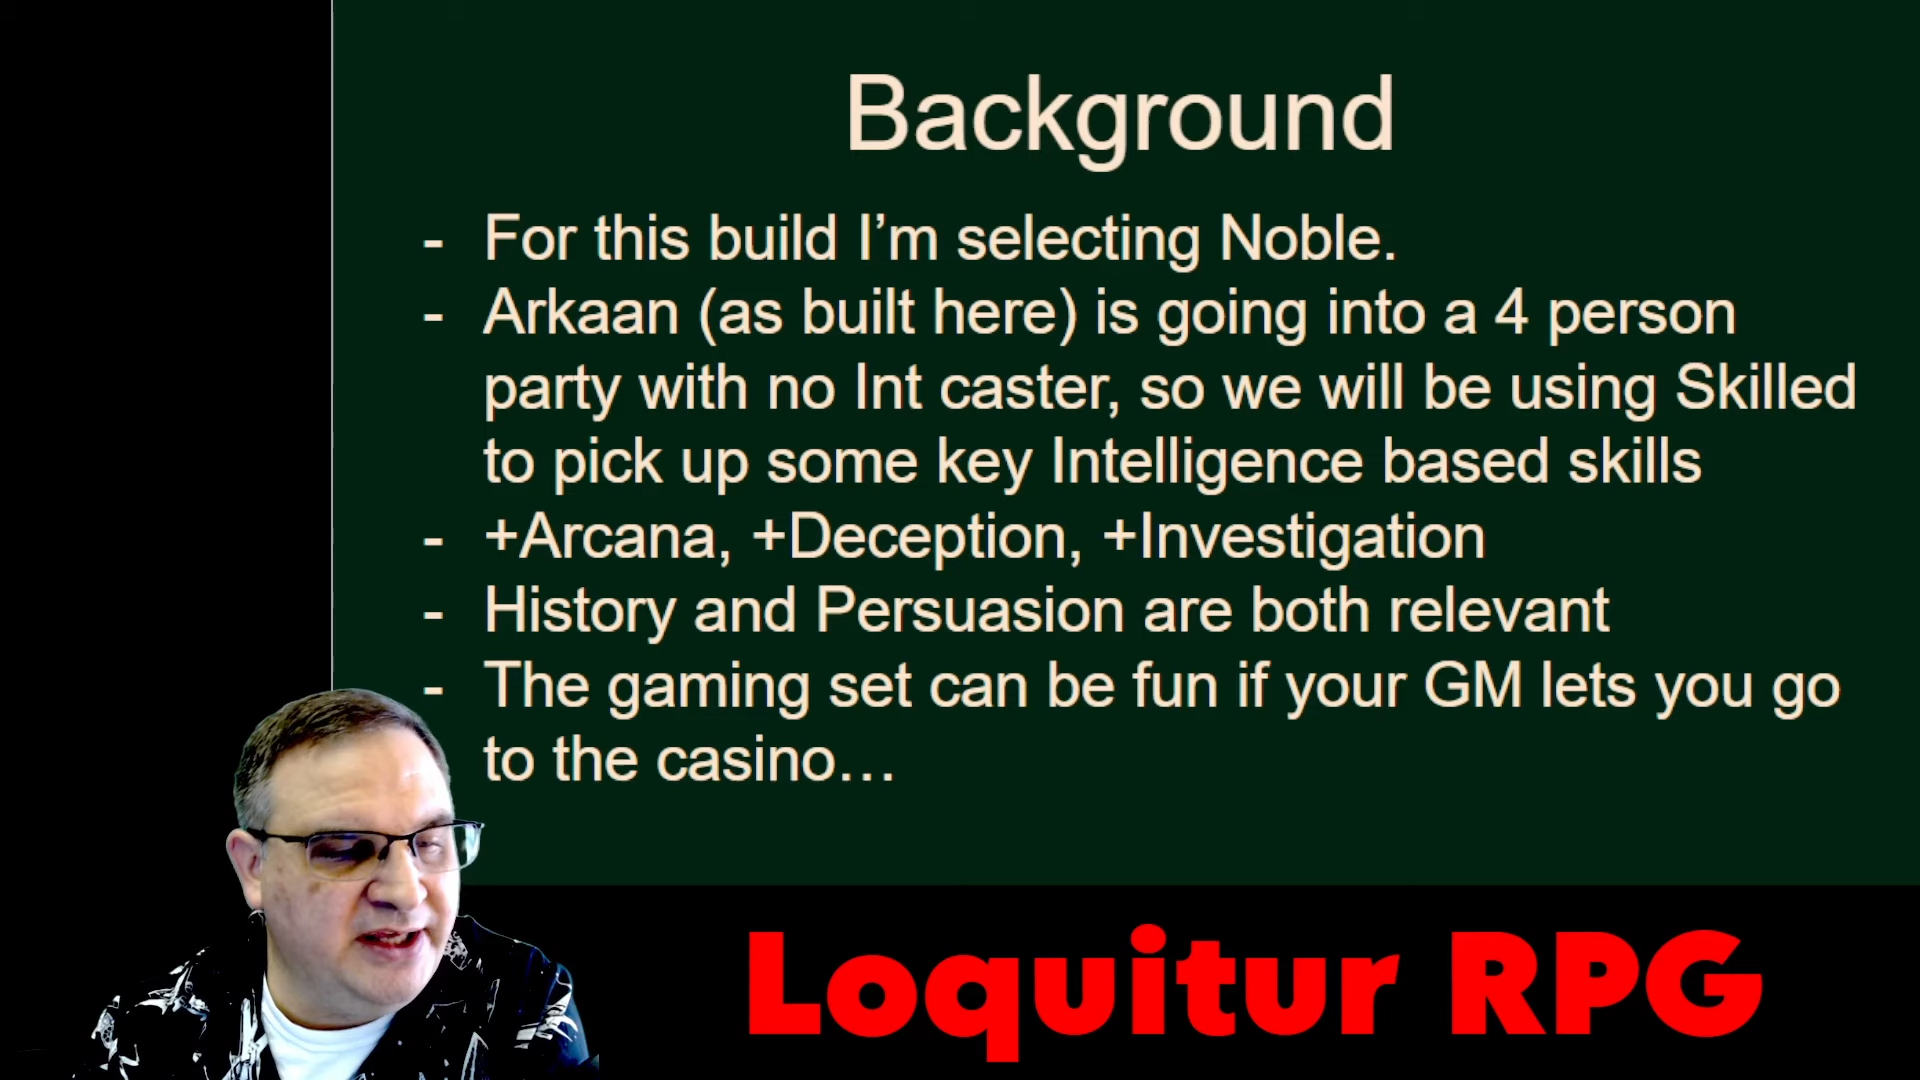 Background
- For this build I’m selecting Noble.
- Arkaan (as built here) is going into a 4 person
party with no Int caster, so we will be using Skilled
to pick up some key Intelligence based skills
- +Arcana, +Deception, +Investigation
- History and Persuasion are both relevant
- The gaming set can be fun if your GM lets you go
to the casino…
Loquitur RPG